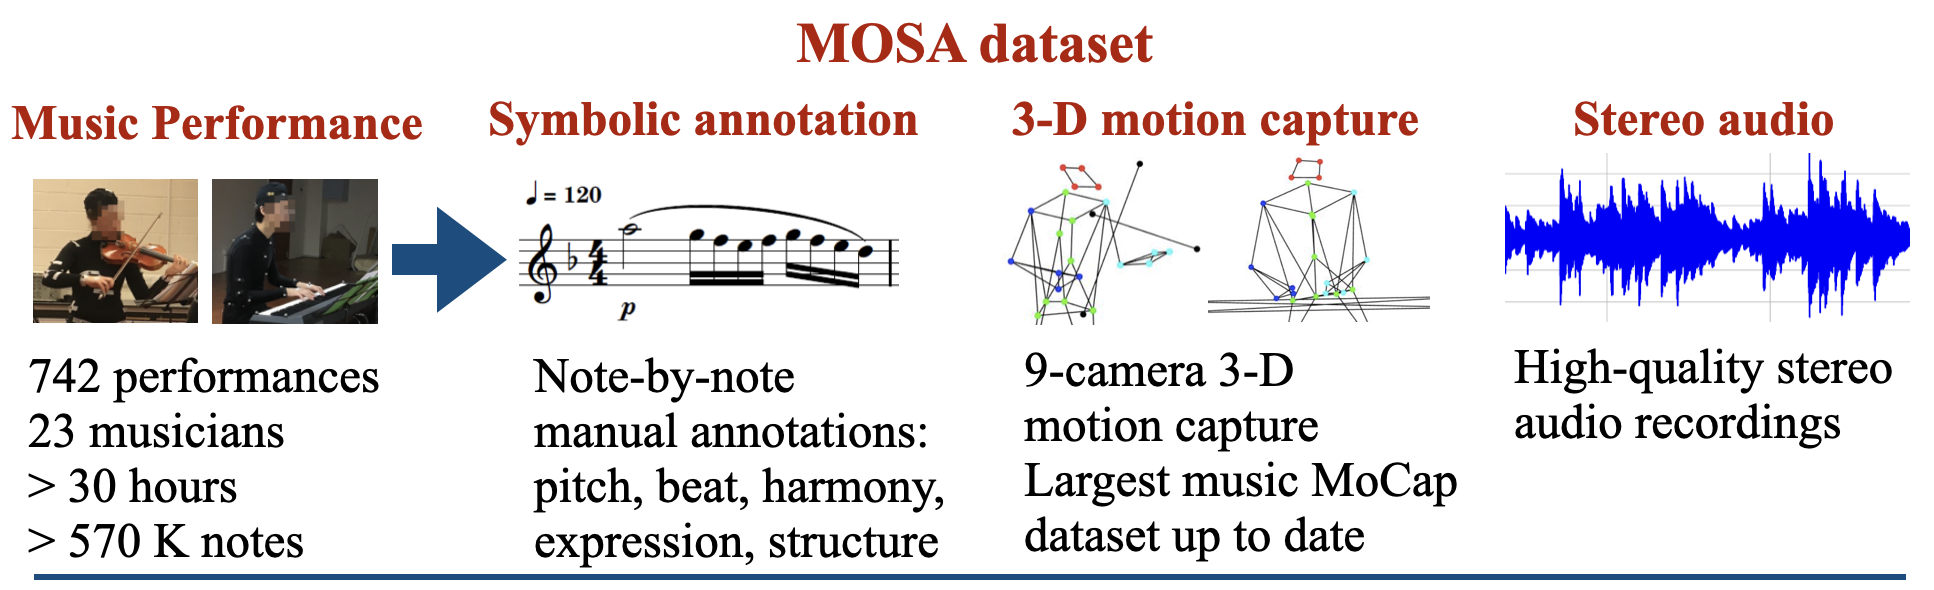 MOSA dataset
Music Performance
742 performances
23 musicians
> 30 hours
> 570 K notes
Symbolic annotation
♩ = 120
4
4
p
Note-by-note
manual annotations:
pitch, beat, harmony,
expression, structure
3-D motion capture
9-camera 3-D
motion capture
Largest music MoCap
dataset up to date
Stereo audio
High-quality stereo
audio recordings